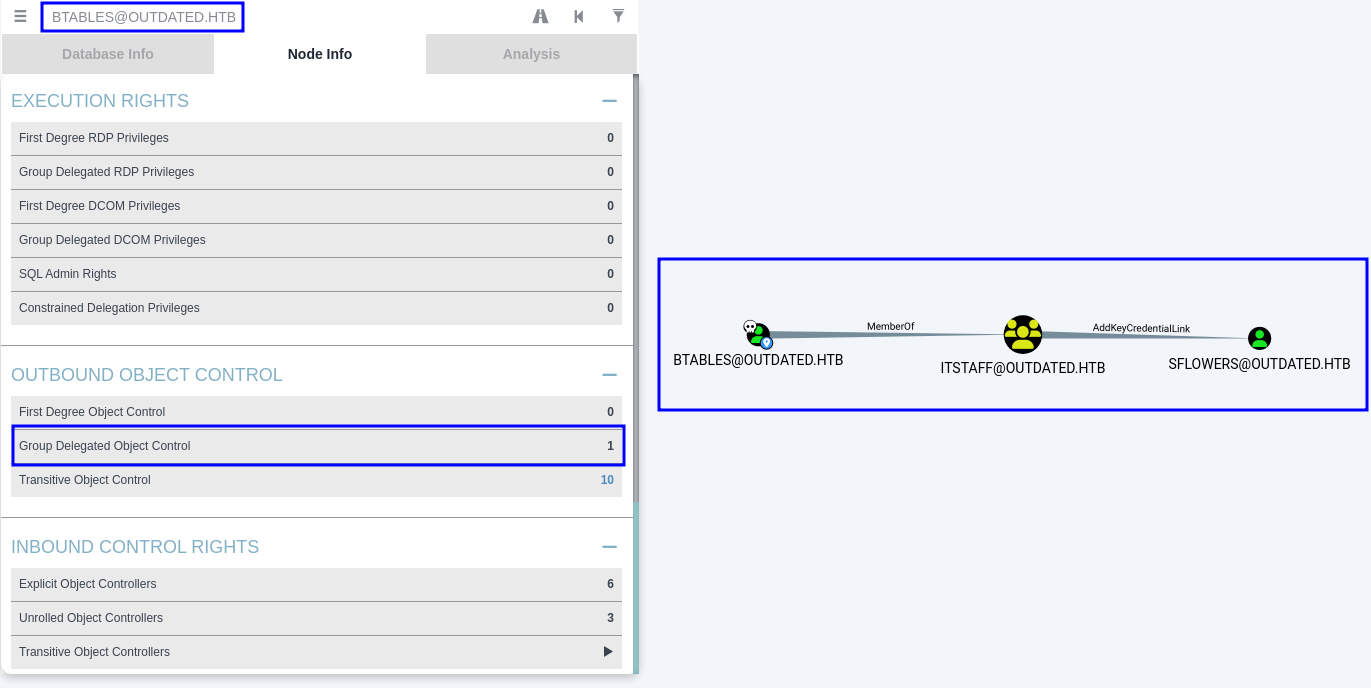 BTABLES@OUTDATED.HTB
Database Info
Node Info
Analysis
EXECUTION RIGHTS
First Degree RDP Privileges 0
Group Delegated RDP Privileges 0
First Degree DCOM Privileges 0
Group Delegated DCOM Privileges 0
SQL Admin Rights 0
Constrained Delegation Privileges 0
OUTBOUND OBJECT CONTROL
First Degree Object Control 0
Group Delegated Object Control 1
Transitive Object Control 10
INBOUND CONTROL RIGHTS
Explicit Object Controllers 6
Unrolled Object Controllers 3
Transitive Object Controllers
MemberOf
AddKeyCredentialLink
BTABLES@OUTDATED.HTB
ITSTAFF@OUTDATED.HTB
SFLOWERS@OUTDATED.HTB